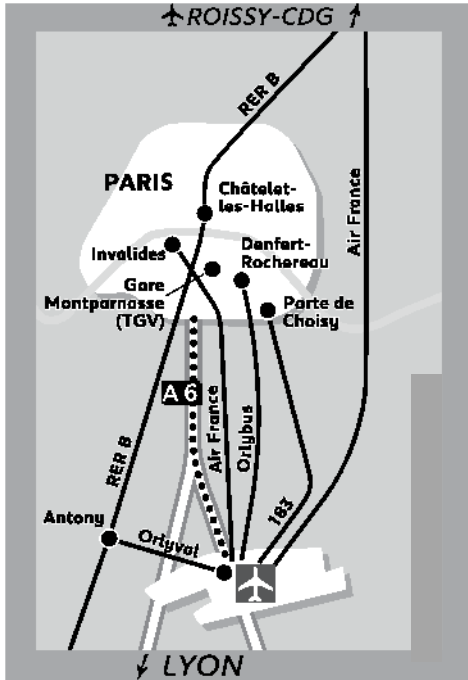 ROISSY-CDG
RER B
PARIS
Châtelet-
les-Halles
Air France
Invalides
Denfert-
Rochereau
Gare
Montparnasse
(TGV)
Porte de
Choisy
A6
Air France
Orlybus
RER B
183
Antony
Orlyval
LYON